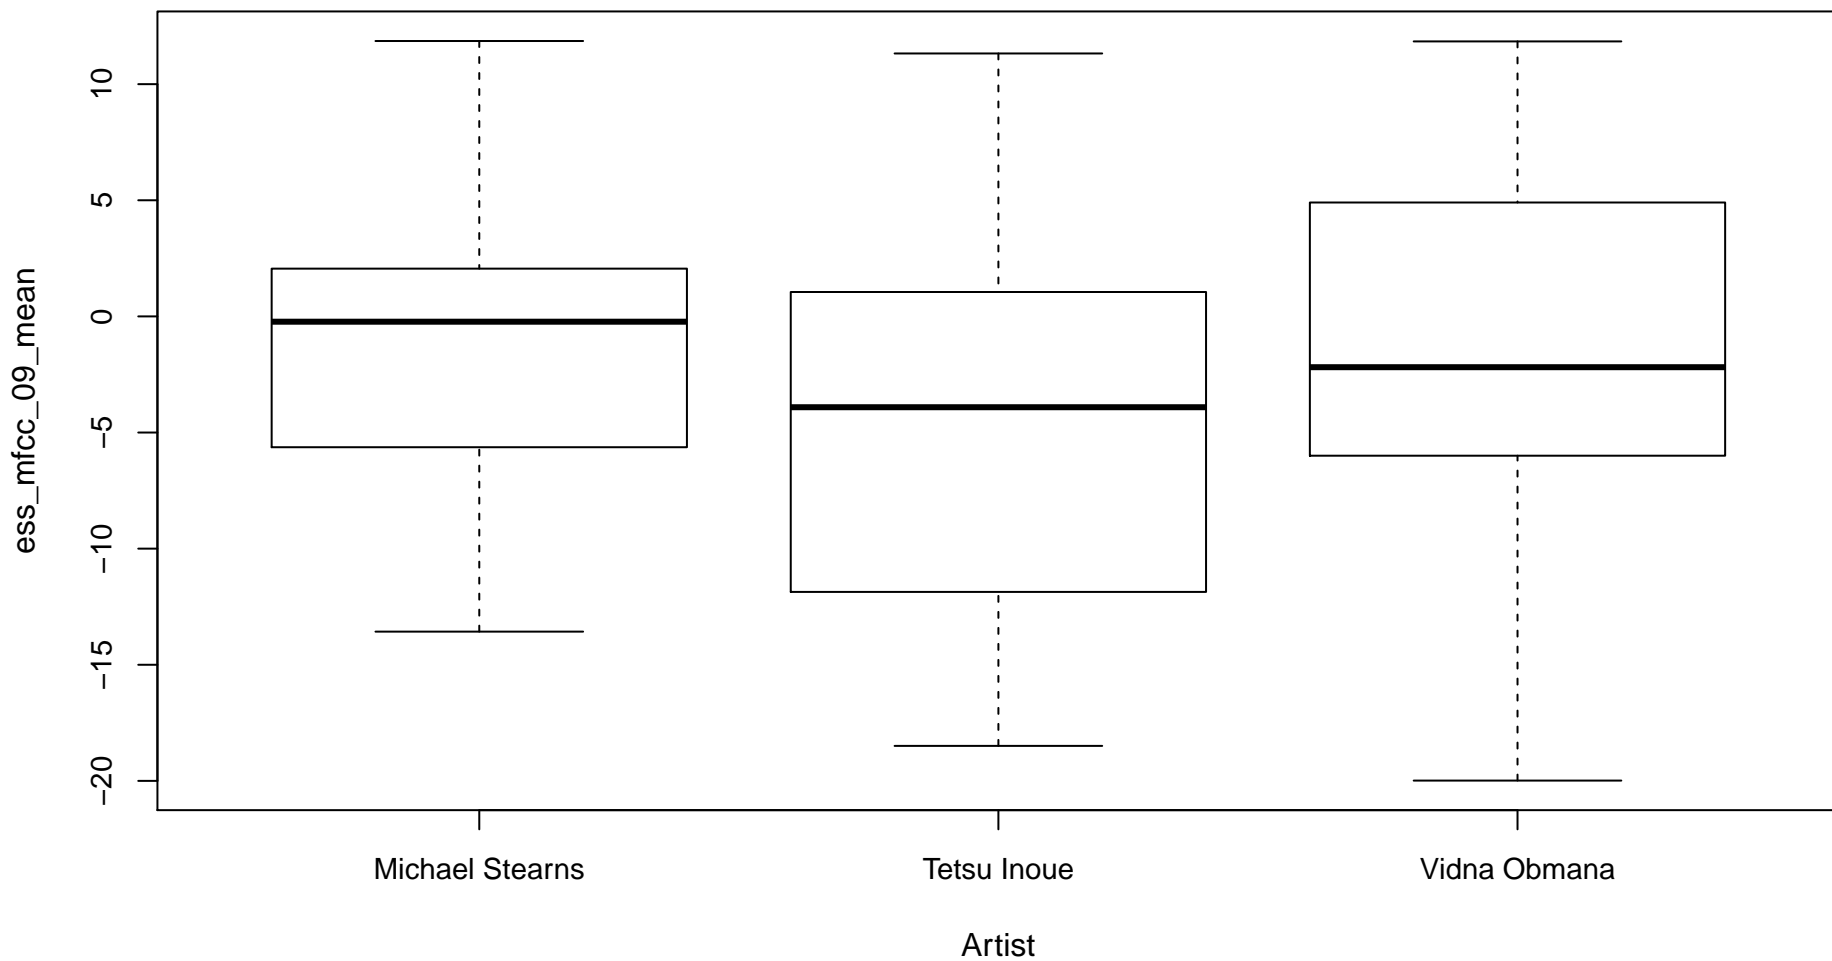 ess_mfcc_09_mean
10
5
0
−5
−10
−15
−20
Michael Stearns
Tetsu Inoue
Vidna Obmana
Artist